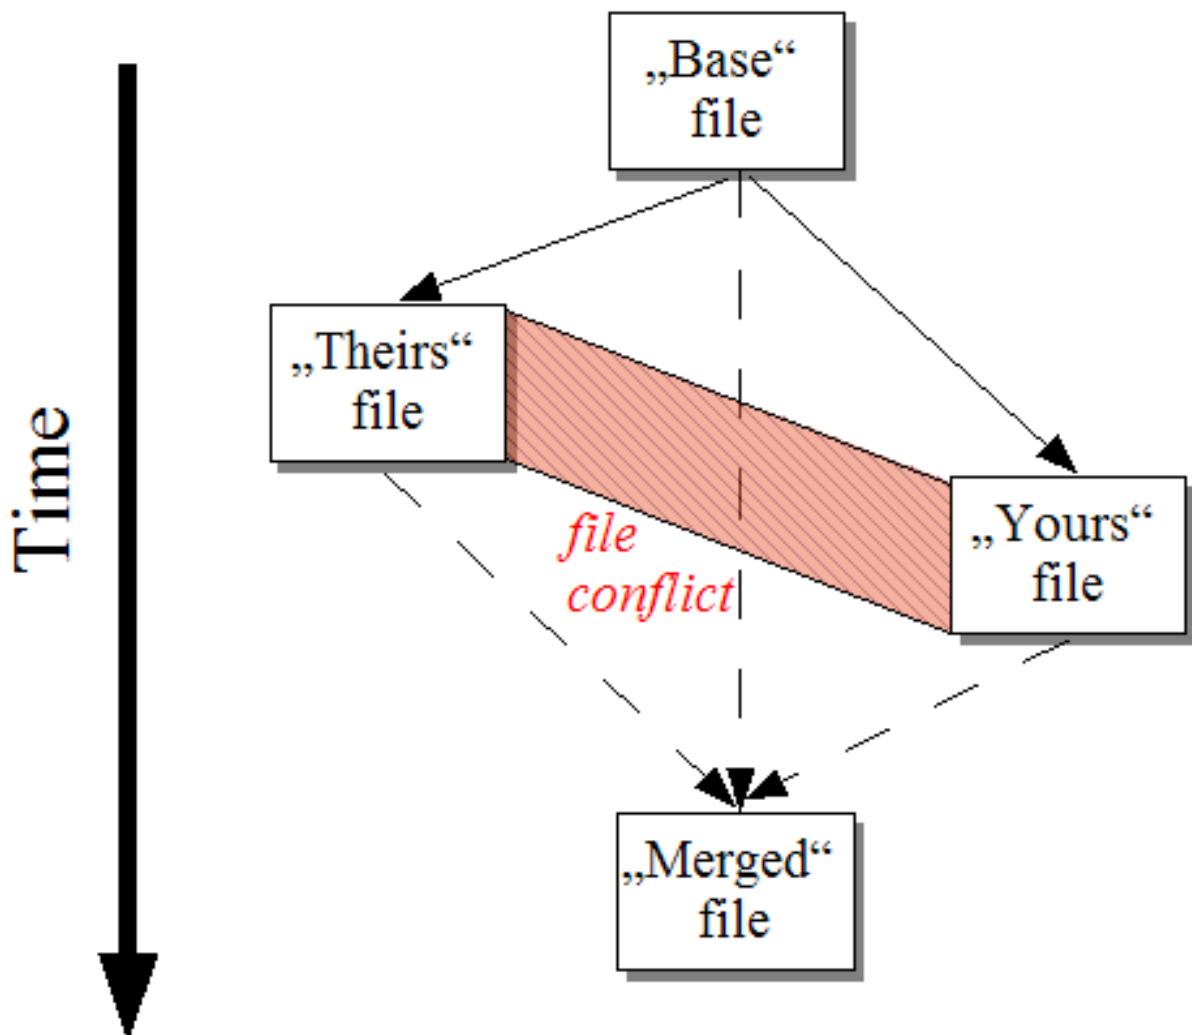 „Base“
file
„Theirs“
file
Time
„Yours“
file
file
conflict
„Merged“
file